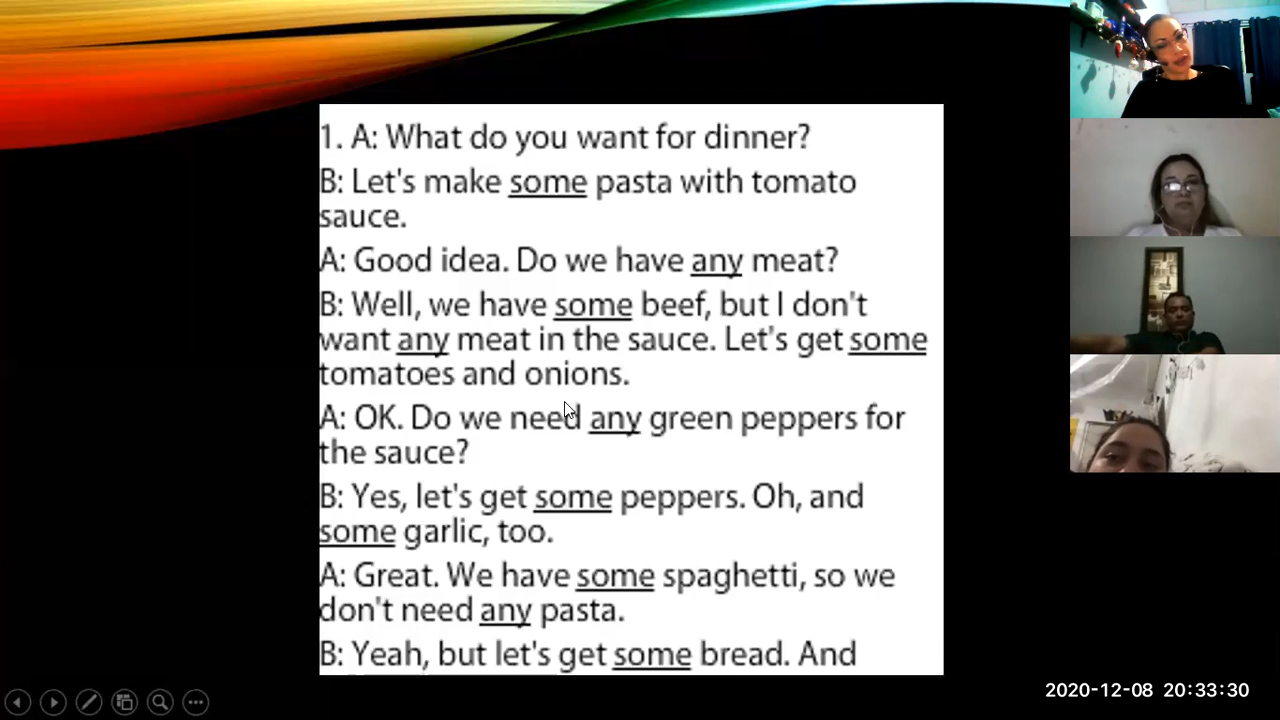 1. A: What do you want for dinner?
B: Let's make some pasta with tomato
sauce.
A: Good idea. Do we have any meat?
B: Well, we have some beef, but I don't
want any meat in the sauce. Let's get some
tomatoes and onions.
A: OK. Do we need any green peppers for
the sauce?
B: Yes, let's get some peppers. Oh, and
some garlic, too.
A: Great. We have some spaghetti, so we
don't need any pasta.
B: Yeah, but let's get some bread. And
2020-12-08 20:33:30